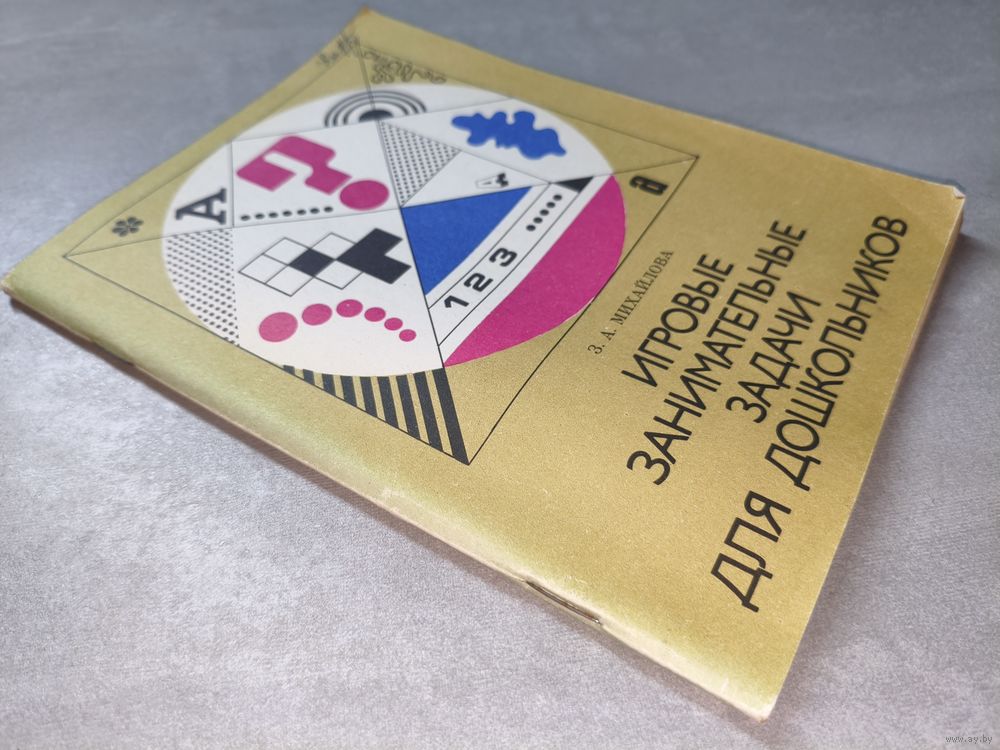 А
А
123
а
З. А. МИХАЙЛОВА
ИГРОВЫЕ
ЗАНИМАТЕЛЬНЫЕ
ЗАДАЧИ
ДЛЯ ДОШКОЛЬНИКОВ
www.ay.by